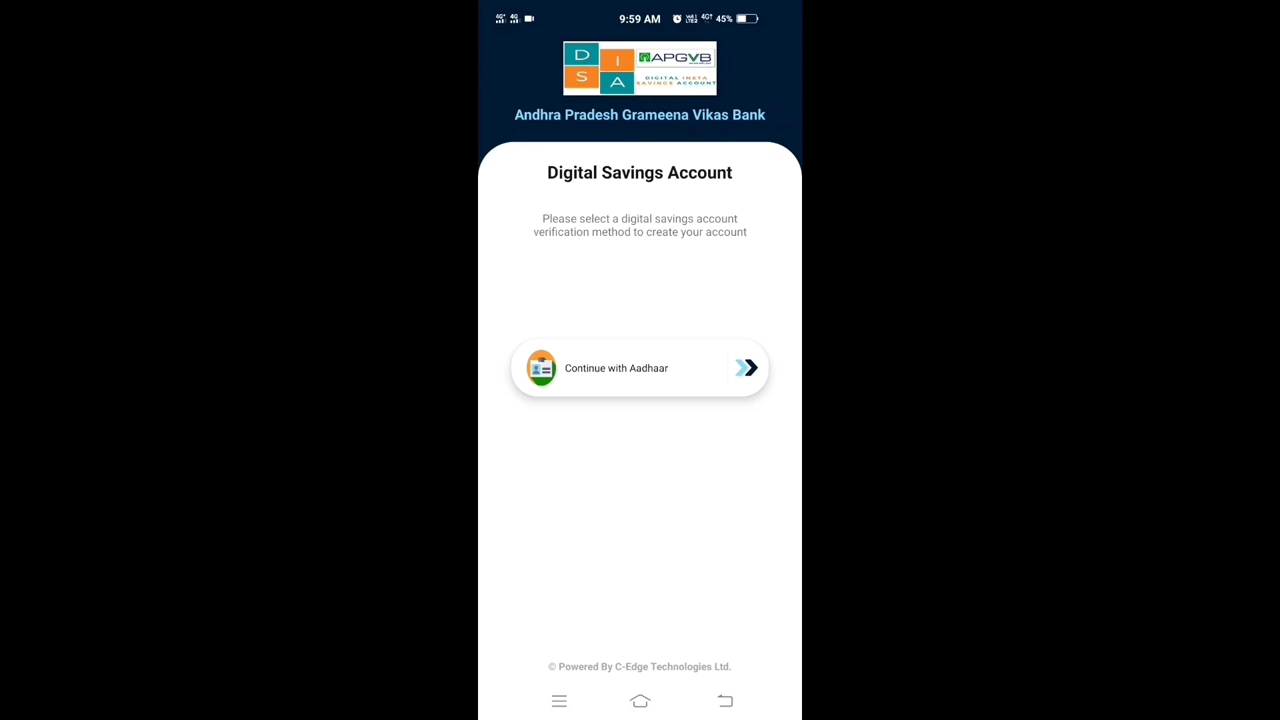 9:59 AM
45%
D
I
S
A
APGVB
DIGITAL INSTA
SAVINGS ACCOUNT
Andhra Pradesh Grameena Vikas Bank
Digital Savings Account
Please select a digital savings account
verification method to create your account
Continue with Aadhaar
© Powered By C-Edge Technologies Ltd.